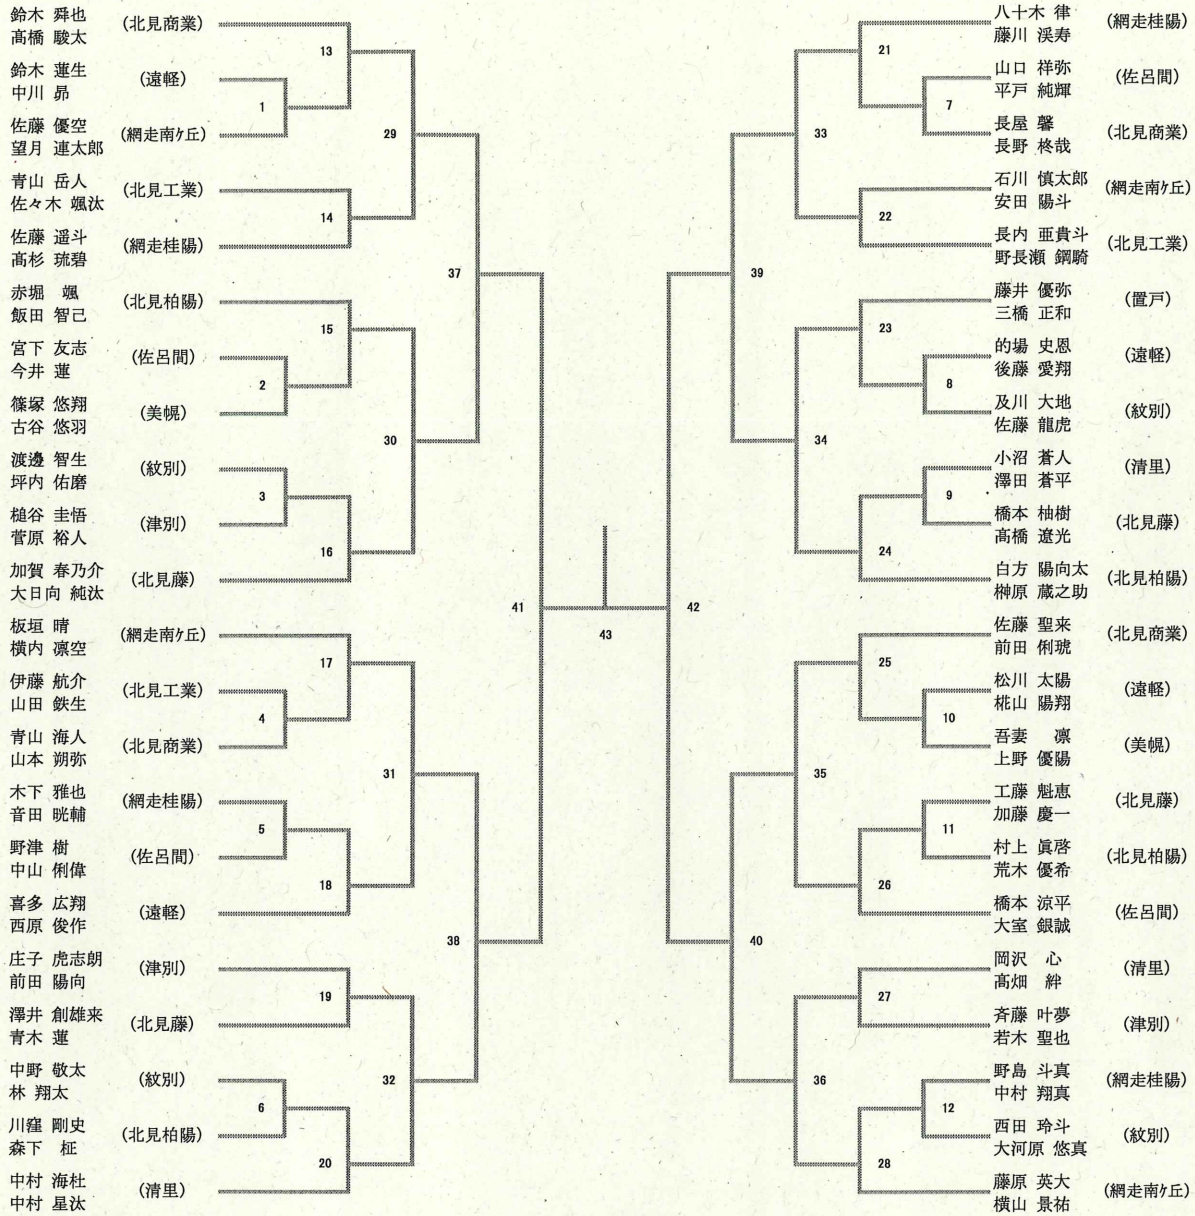 鈴木 舜也
髙橋 駿太
(北見商業)
鈴木 蓮生
中川 昴
(遠軽)
佐藤 優空
望月 連太郎
(網走南ケ丘)
青山 岳人
佐々木 颯汰
(北見工業)
佐藤 遥斗
髙杉 琉碧
(網走桂陽)
赤堀 颯
飯田 智己
(北見柏陽)
宮下 友志
今井 蓮
(佐呂間)
篠塚 悠翔
古谷 悠羽
(美幌)
渡邊 智生
坪内 佑磨
(紋別)
槌谷 圭悟
菅原 裕人
(津別)
加賀 春乃介
大日向 純汰
(北見藤)
板垣 晴
横内 凛空
(網走南ケ丘)
伊藤 航介
山田 鉄生
(北見工業)
青山 海人
山本 朔弥
(北見商業)
木下 雅也
音田 晄輔
(網走桂陽)
野津 樹
中山 俐偉
(佐呂間)
喜多 広翔
西原 俊作
(遠軽)
庄子 虎志朗
前田 陽向
(津別)
澤井 創雄来
青木 蓮
(北見藤)
中野 敬太
林 翔太
(紋別)
川窪 剛史
森下 柾
(北見柏陽)
中村 海杜
中村 星汰
(清里)
13
1
29
14
37
15
2
30
3
16
41
17
4
31
5
18
38
19
32
6
20
43
21
7
33
22
39
23
8
34
9
24
42
25
10
35
11
26
40
27
36
12
28
八十木 律
藤川 渓寿
(網走桂陽)
山口 祥弥
平戸 純輝
(佐呂間)
長屋 馨
長野 柊哉
(北見商業)
石川 慎太郎
安田 陽斗
(網走南ケ丘)
長内 亜貴斗
野長瀬 鋼騎
(北見工業)
藤井 優弥
三橋 正和
(置戸)
的場 史恩
後藤 愛翔
(遠軽)
及川 大地
佐藤 龍虎
(紋別)
小沼 蒼人
澤田 蒼平
(清里)
橋本 柚樹
髙橋 遼光
(北見藤)
白方 陽向太
榊原 蔵之助
(北見柏陽)
佐藤 聖来
前田 俐琥
(北見商業)
松川 太陽
椛山 陽翔
(遠軽)
吾妻 凛
上野 優陽
(美幌)
工藤 魁恵
加藤 慶一
(北見藤)
村上 眞啓
荒木 優希
(北見柏陽)
橋本 涼平
大室 銀誠
(佐呂間)
岡沢 心
髙畑 絆
(清里)
斉藤 叶夢
若木 聖也
(津別)
野島 斗真
中村 翔真
(網走桂陽)
西田 玲斗
大河原 悠真
(紋別)
藤原 英大
横山 景祐
(網走南ケ丘)